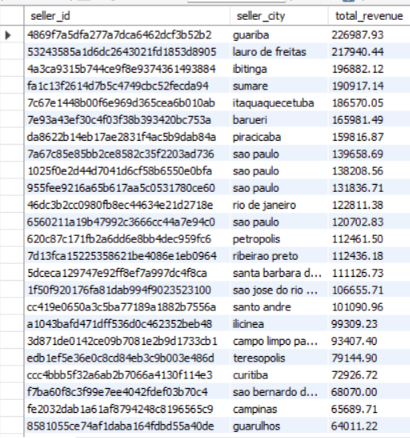 seller_id seller_city total_revenue
4869f7a5dfa277a7dca6462dcf3b52b2 guariba 226987.93
53243585a1d6dc2643021fd1853d8905 lauro de freitas 217940.44
4a3ca9315b744ce9f8e9374361493884 ibitinga 196882.12
fa1c13f2614d7b5c4749cbc52fecda94 sumare 190917.14
7c67e1448b00f6e969d365cea6b010ab itaquaquecetuba 186570.05
7e93a43ef30c4f03f38b393420bc753a barueri 165981.49
da8622b14eb17ae2831f4ac5b9dab84a piracicaba 159816.87
7a67c85e85bb2ce8582c35f2203ad736 sao paulo 139658.69
1025f0e2d44d7041d6cf58b6550e0bfa sao paulo 138208.56
955fee9216a65b617aa5c0531780ce60 sao paulo 131836.71
46dc3b2cc0980fb8ec44634e21d2718e rio de janeiro 122811.38
6560211a19b47992c3666cc44a7e94c0 sao paulo 120702.83
620c87c171fb2a6dd6e8bb4dec959fc6 petropolis 112461.50
7d13fca15225358621be4086e1eb0964 ribeirao preto 112436.18
5dceca129747e92ff8ef7a997dc4f8ca santa barbara d... 111126.73
1f50f920176fa81dab994f9023523100 sao jose do rio ... 106655.71
cc419e0650a3c5ba77189a1882b7556a santo andre 101090.96
a1043bafd471dff536d0c462352beb48 ilicinea 99309.23
3d871de0142ce09b7081e2b9d1733cb1 campo limpo pa... 93407.40
edb1ef5e36e0c8cd84eb3c9b003e486d teresopolis 79144.90
ccc4bbb5f32a6ab2b7066a4130f114e3 curitiba 72926.72
f7ba60f8c3f99e7ee4042fdef03b70c4 sao bernardo d... 68070.00
fe2032dab1a61af8794248c8196565c9 campinas 65689.71
8581055ce74af1daba164fdbd55a40de guarulhos 64011.22